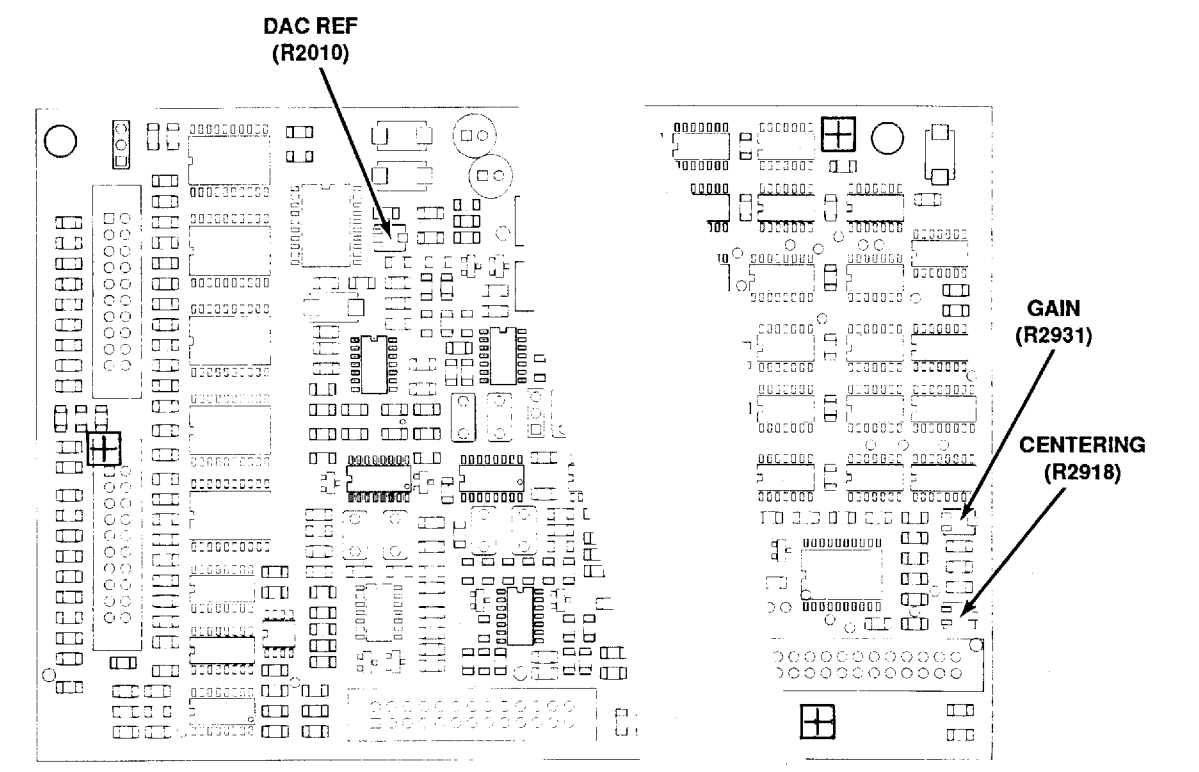 DAC REF
(R2010)
GAIN
(R2931)
CENTERING
(R2918)